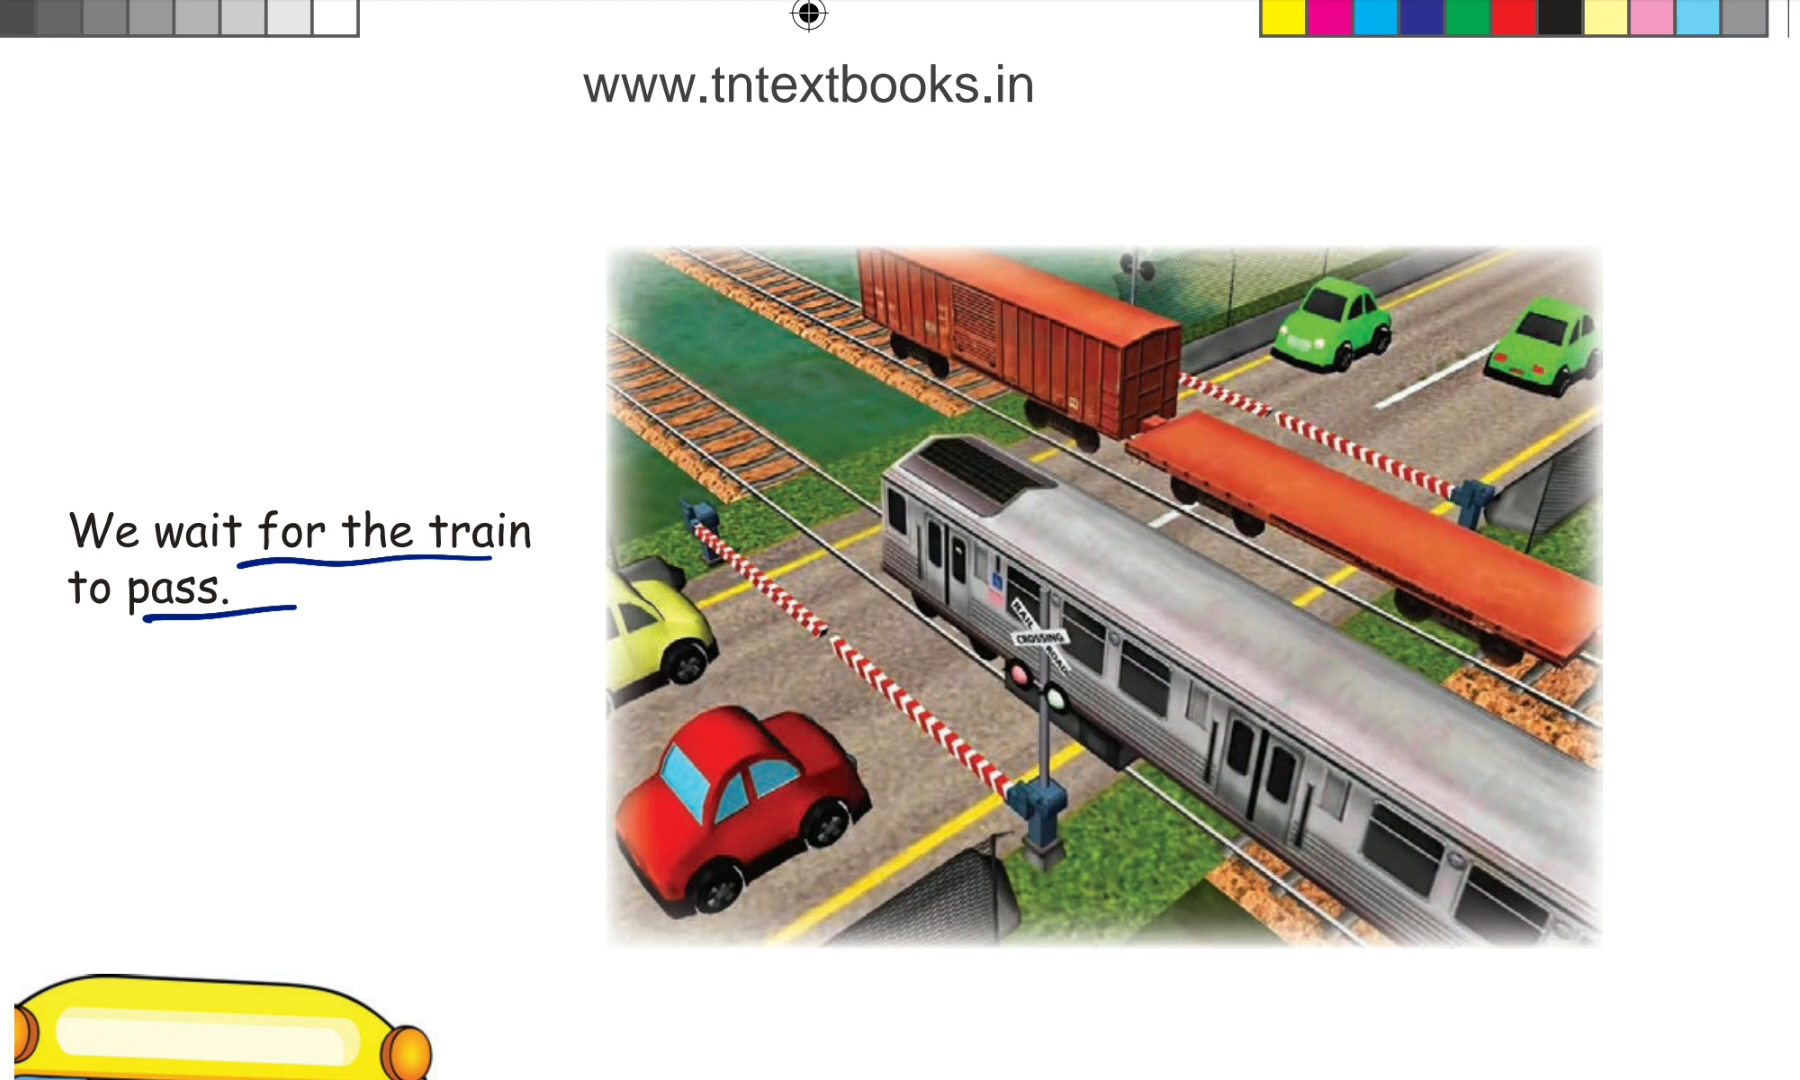 www.tntextbooks.in
We wait for the train
to pass.
RAIL
CROSSING
ROAD